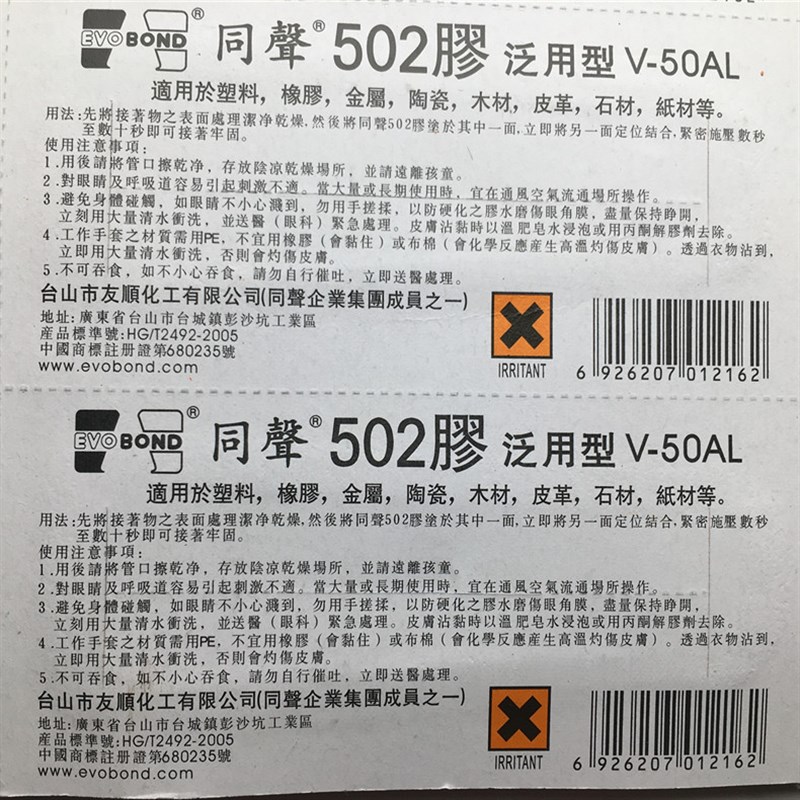 EVOBOND® 同聲® 502膠 泛用型 V-50AL
適用於塑料，橡膠，金屬，陶瓷，木材，皮革，石材，紙材等。
用法:先將接著物之表面處理潔净乾燥,然後將同聲502膠塗於其中一面,立即將另一面定位結合,緊密施壓數秒
至數十秒即可接著牢固。
使用注意事項:
1.用後請將管口擦乾净，存放陰凉乾燥場所，並請遠離孩童。
2.對眼睛及呼吸道容易引起刺激不適。當大量或長期使用時，宜在通風空氣流通場所操作。
3.避免身體碰觸，如眼睛不小心濺到，勿用手搓揉，以防硬化之膠水磨傷眼角膜，盡量保持睁開，
立刻用大量清水衝洗，並送醫（眼科）緊急處理。皮膚沾黏時以溫肥皂水浸泡或用丙酮解膠劑去除。
4.工作手套之材質需用PE，不宜用橡膠（會黏住）或布棉（會化學反應産生高溫灼傷皮膚）。透過衣物沾到，
立即用大量清水衝洗，否則會灼傷皮膚。
5.不可吞食，如不小心吞食，請勿自行催吐，立即送醫處理。
台山市友順化工有限公司(同聲企業集團成員之一)
地址:廣東省台山市台城鎮彭沙坑工業區
産品標準號:HG/T2492-2005
中國商標註册證第680235號
www.evobond.com
IRRITANT
6 926207 012162
EVOBOND® 同聲® 502膠 泛用型 V-50AL
適用於塑料，橡膠，金屬，陶瓷，木材，皮革，石材，紙材等。
用法:先將接著物之表面處理潔净乾燥,然後將同聲502膠塗於其中一面,立即將另一面定位結合,緊密施壓數秒
至數十秒即可接著牢固。
使用注意事項:
1.用後請將管口擦乾净，存放陰凉乾燥場所，並請遠離孩童。
2.對眼睛及呼吸道容易引起刺激不適。當大量或長期使用時，宜在通風空氣流通場所操作。
3.避免身體碰觸，如眼睛不小心濺到，勿用手搓揉，以防硬化之膠水磨傷眼角膜，盡量保持睁開，
立刻用大量清水衝洗，並送醫（眼科）緊急處理。皮膚沾黏時以溫肥皂水浸泡或用丙酮解膠劑去除。
4.工作手套之材質需用PE，不宜用橡膠（會黏住）或布棉（會化學反應産生高溫灼傷皮膚）。透過衣物沾到，
立即用大量清水衝洗，否則會灼傷皮膚。
5.不可吞食，如不小心吞食，請勿自行催吐，立即送醫處理。
台山市友順化工有限公司(同聲企業集團成員之一)
地址:廣東省台山市台城鎮彭沙坑工業區
産品標準號:HG/T2492-2005
中國商標註册證第680235號
www.evobond.com
IRRITANT
6 926207 012162